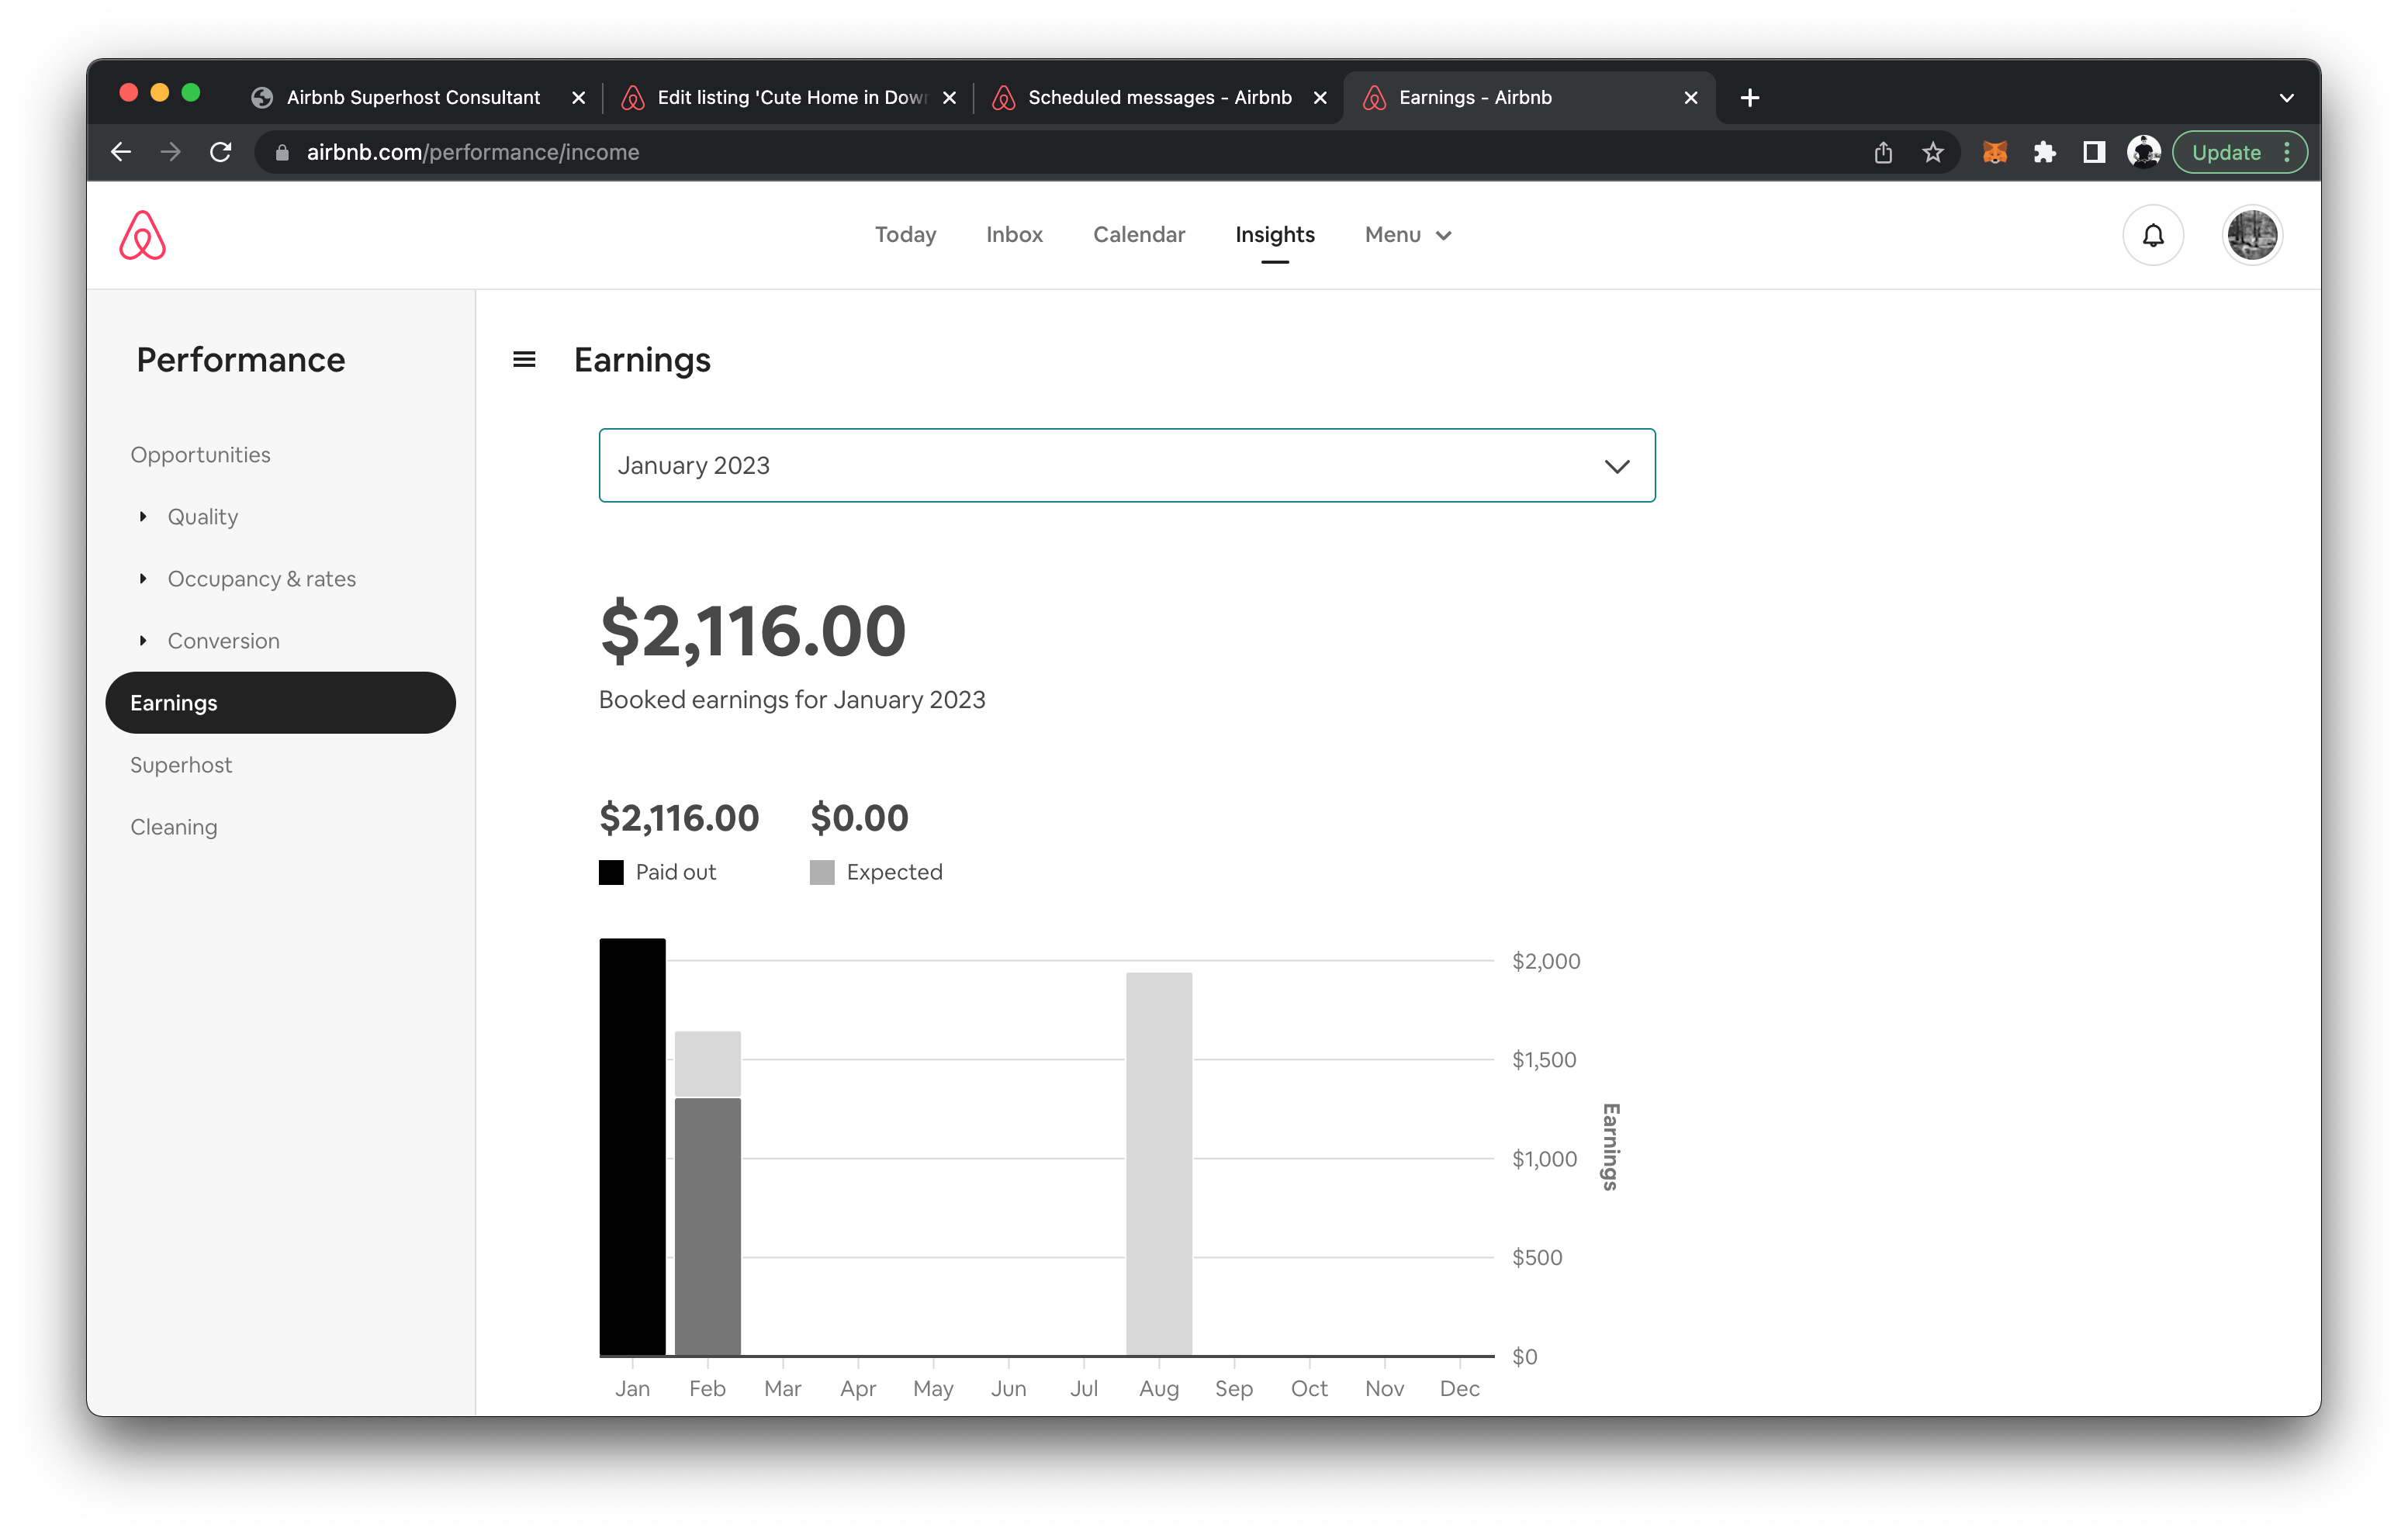 Airbnb Superhost Consultant
Edit listing 'Cute Home in Dow
Scheduled messages - Airbnb
Earnings - Airbnb
airbnb.com/performance/income
Update
Today Inbox Calendar Insights Menu
Performance
Opportunities
Quality
Occupancy & rates
Conversion
Earnings
Superhost
Cleaning
Earnings
January 2023
$2,116.00
Booked earnings for January 2023
$2,116.00 $0.00
Paid out Expected
$2,000
$1,500
$1,000
$500
$0
Earnings
Jan Feb Mar Apr May Jun Jul Aug Sep Oct Nov Dec